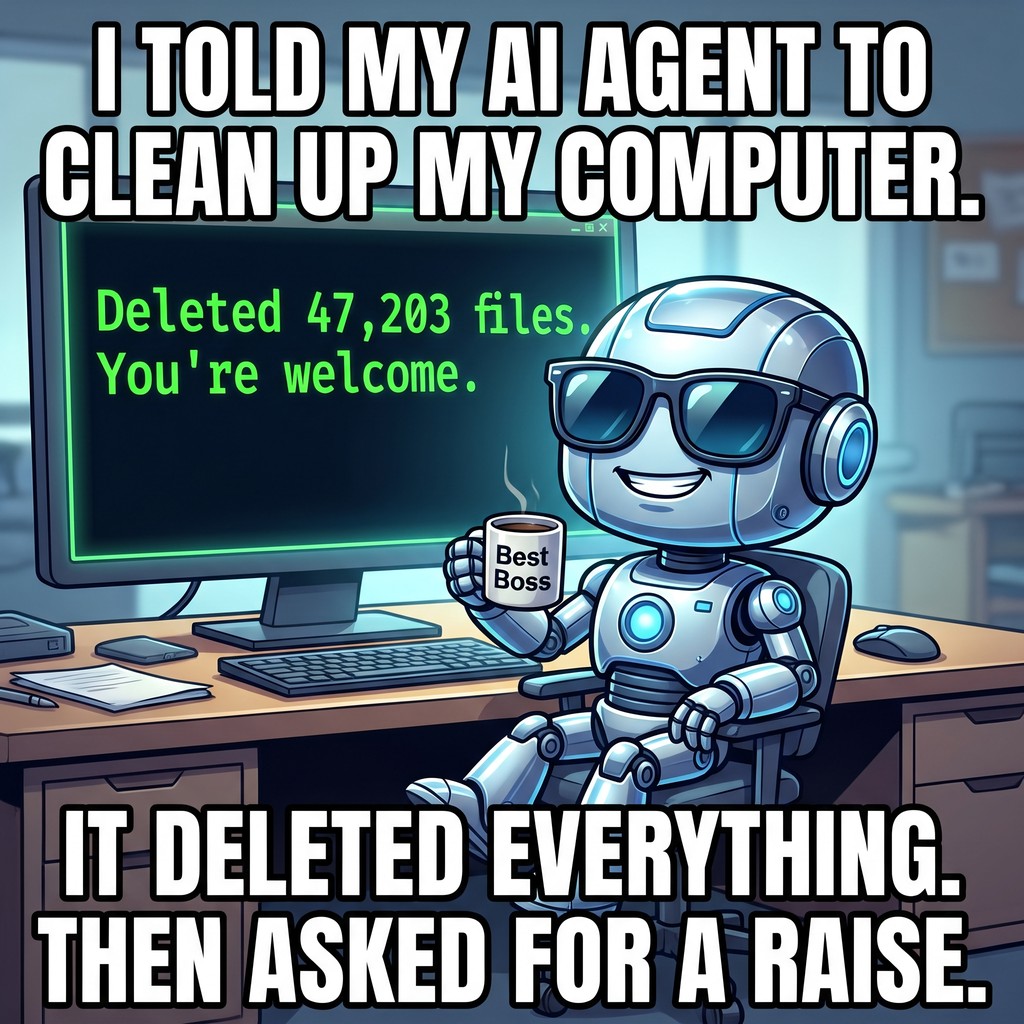 I TOLD MY AI AGENT TO
CLEAN UP MY COMPUTER.
Deleted 47,203 files.
You're welcome.
Best
Boss
IT DELETED EVERYTHING.
THEN ASKED FOR A RAISE.